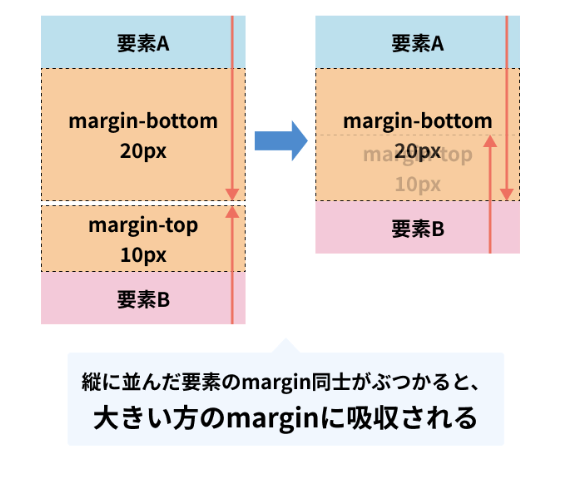 要素A
margin-bottom
20px
margin-top
10px
要素B
要素A
margin-bottom
20px
margin-top
10px
要素B
縦に並んだ要素のmargin同士がぶつかると、
大きい方のmarginに吸収される